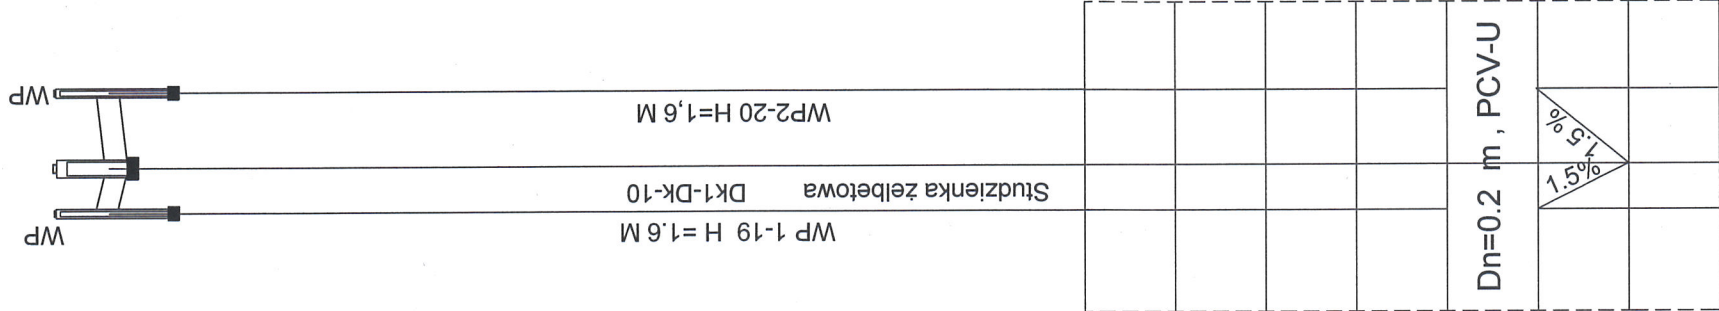 WP
WP
WP 1-19 H =1.6 M
Studzienka żelbetowa Dk1-Dk-10
WP2-20 H=1,6 M
Dn=0.2 m , PCV-U
1.5%
1.5 %